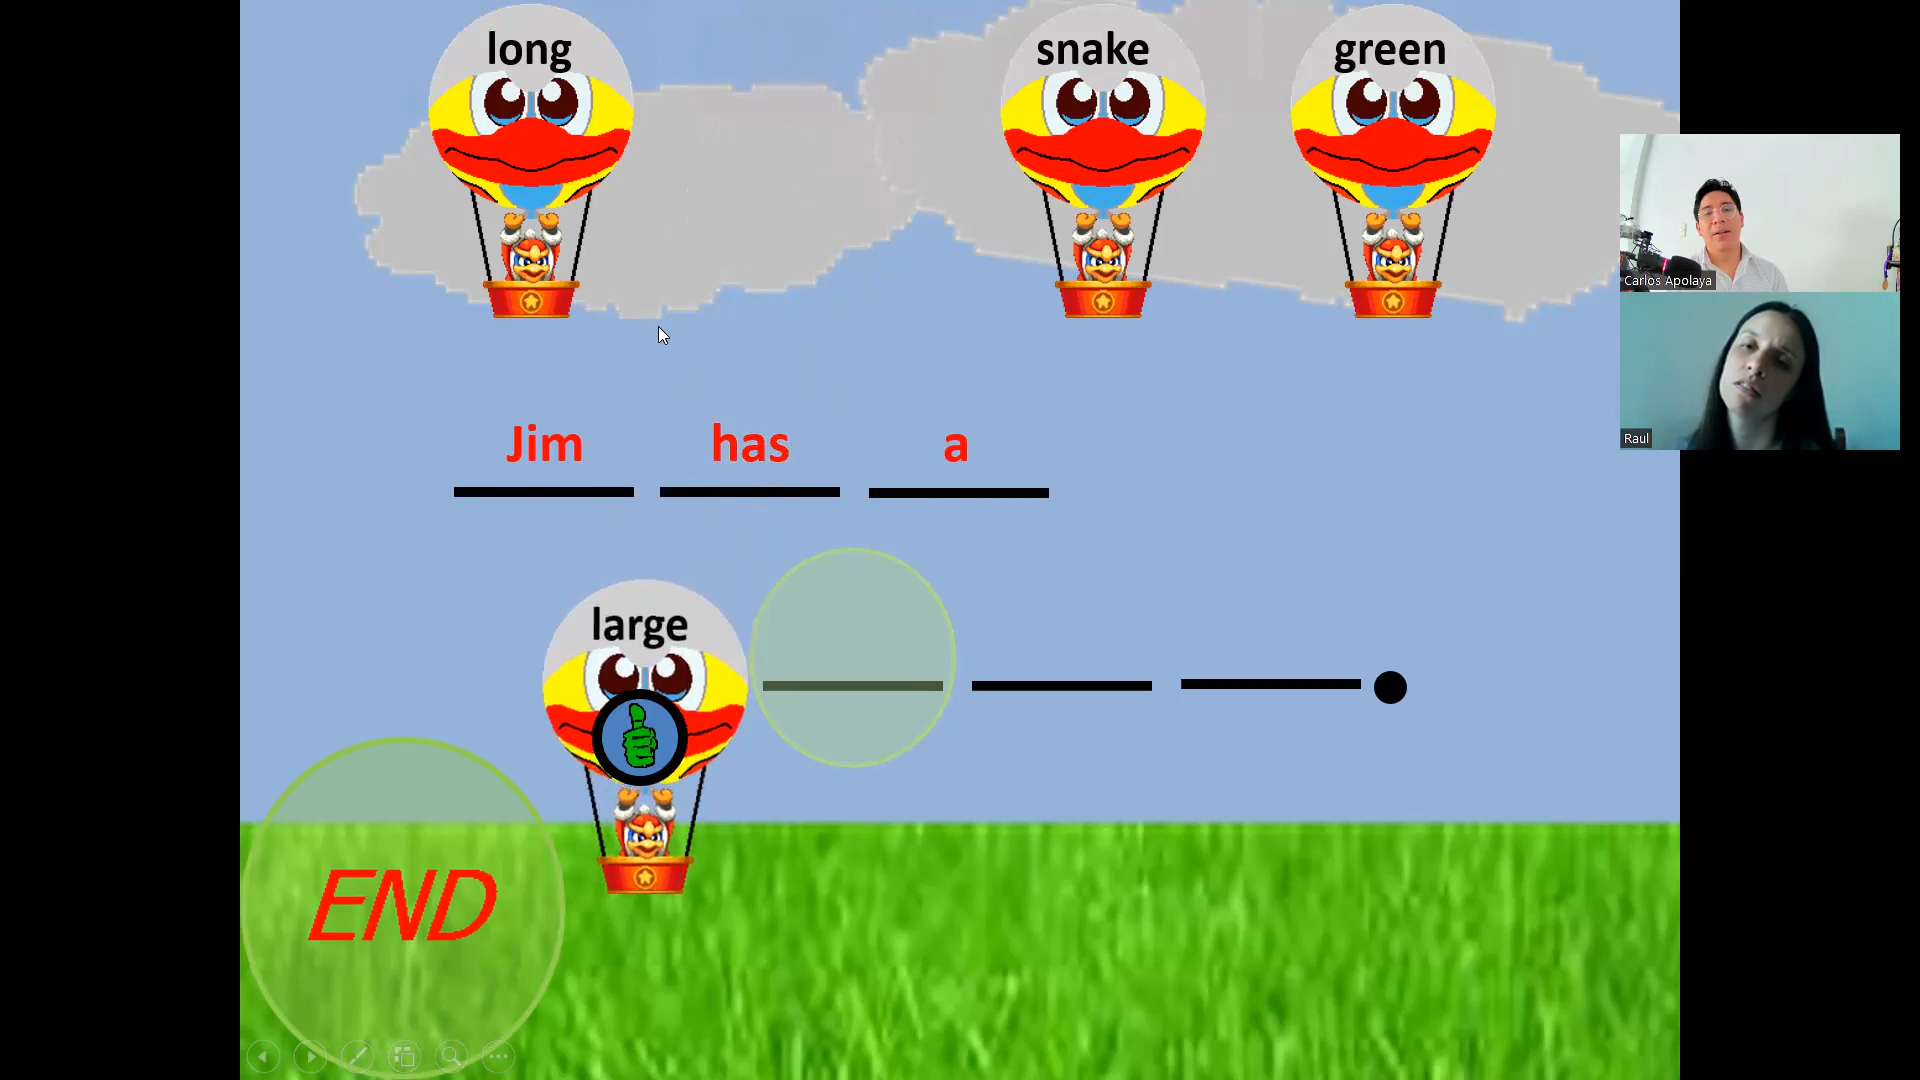 long
snake
green
Carlos Apolaya
Raul
Jim has a
large
END